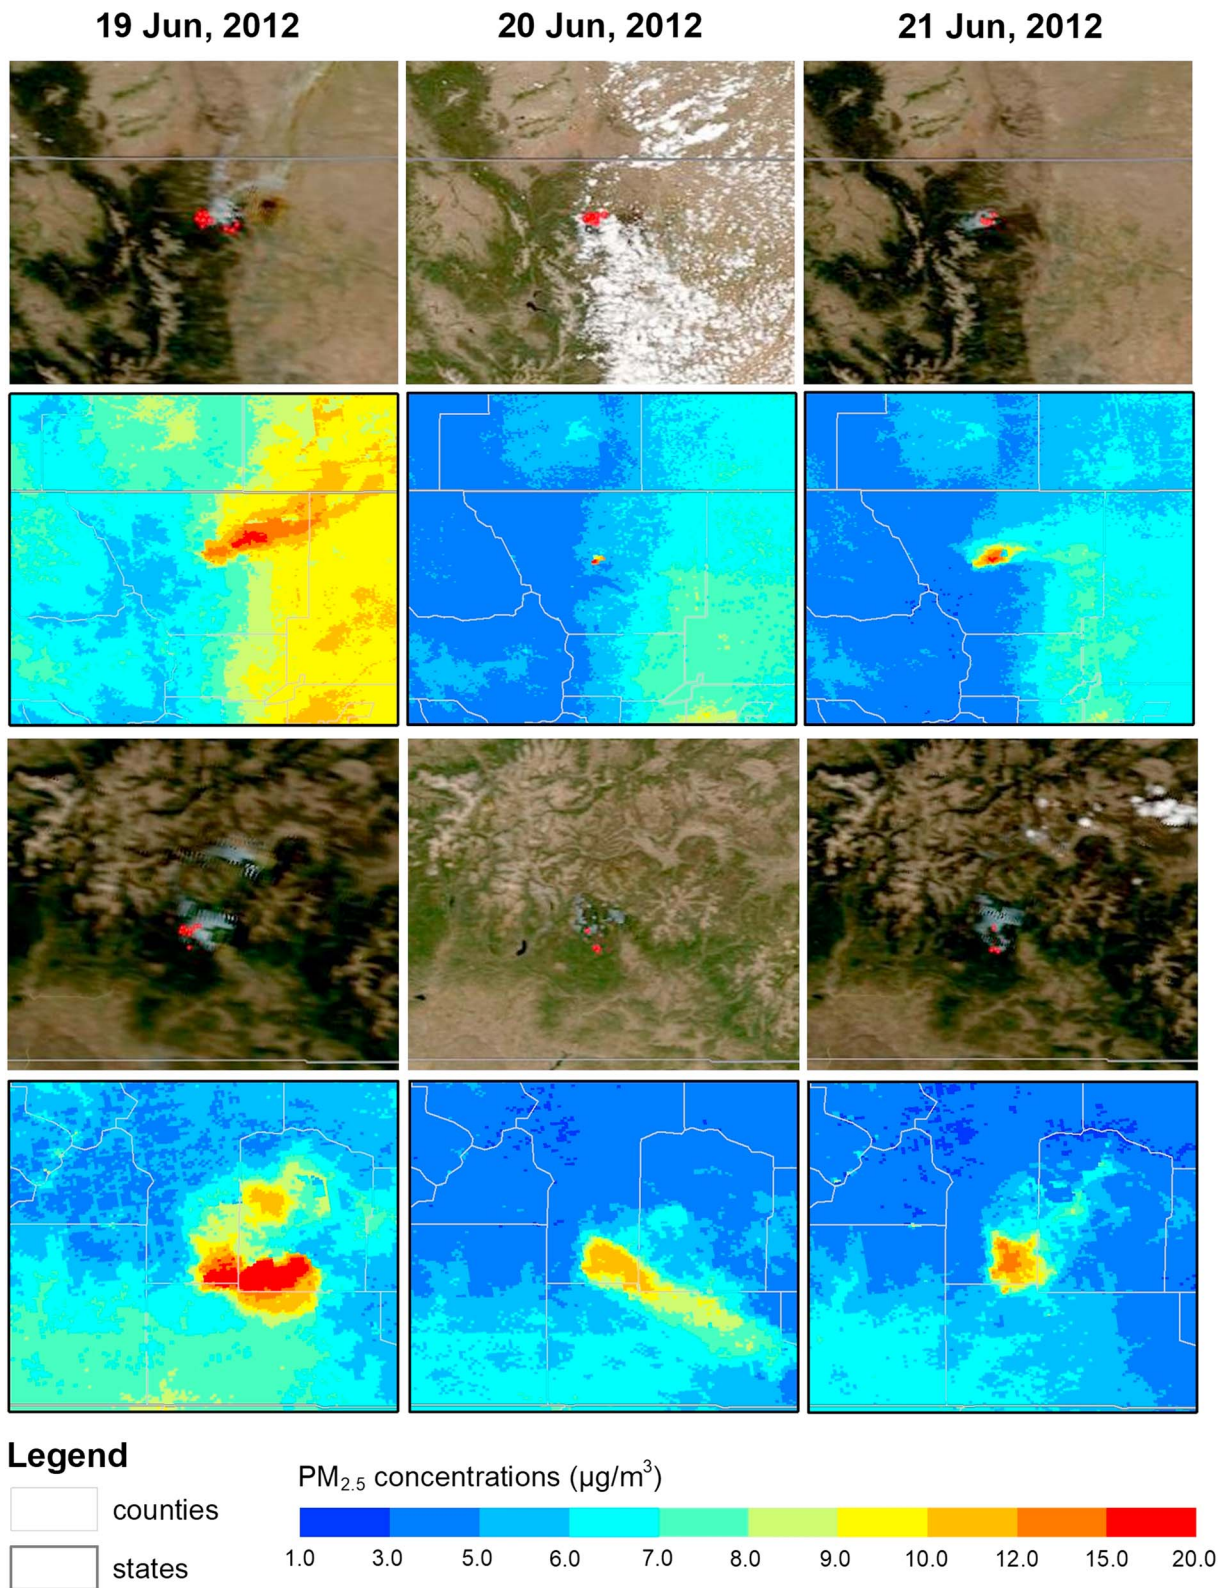 19 Jun, 2012 20 Jun, 2012 21 Jun, 2012
Legend
PM2.5 concentrations (µg/m³)
counties
states
1.0 3.0 5.0 6.0 7.0 8.0 9.0 10.0 12.0 15.0 20.0